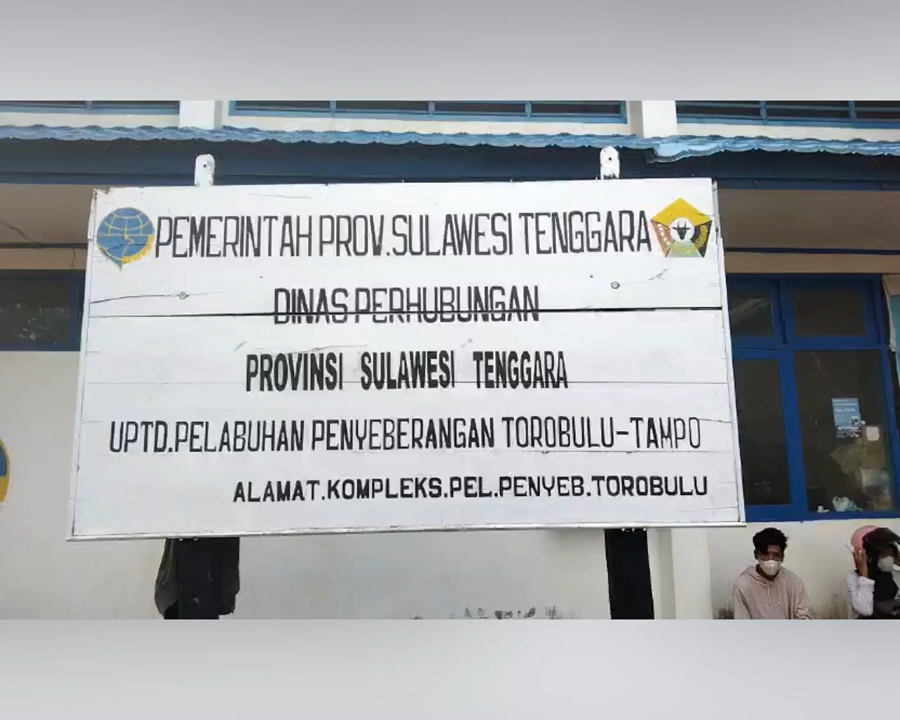 PEMERINTAH PROV.SULAWESI TENGGARA
DINAS PERHUBUNGAN
PROVINSI SULAWESI TENGGARA
UPTD.PELABUHAN PENYEBERANGAN TOROBULU-TAMPO
ALAMAT.KOMPLEKS.PEL.PENYEB.TOROBULU